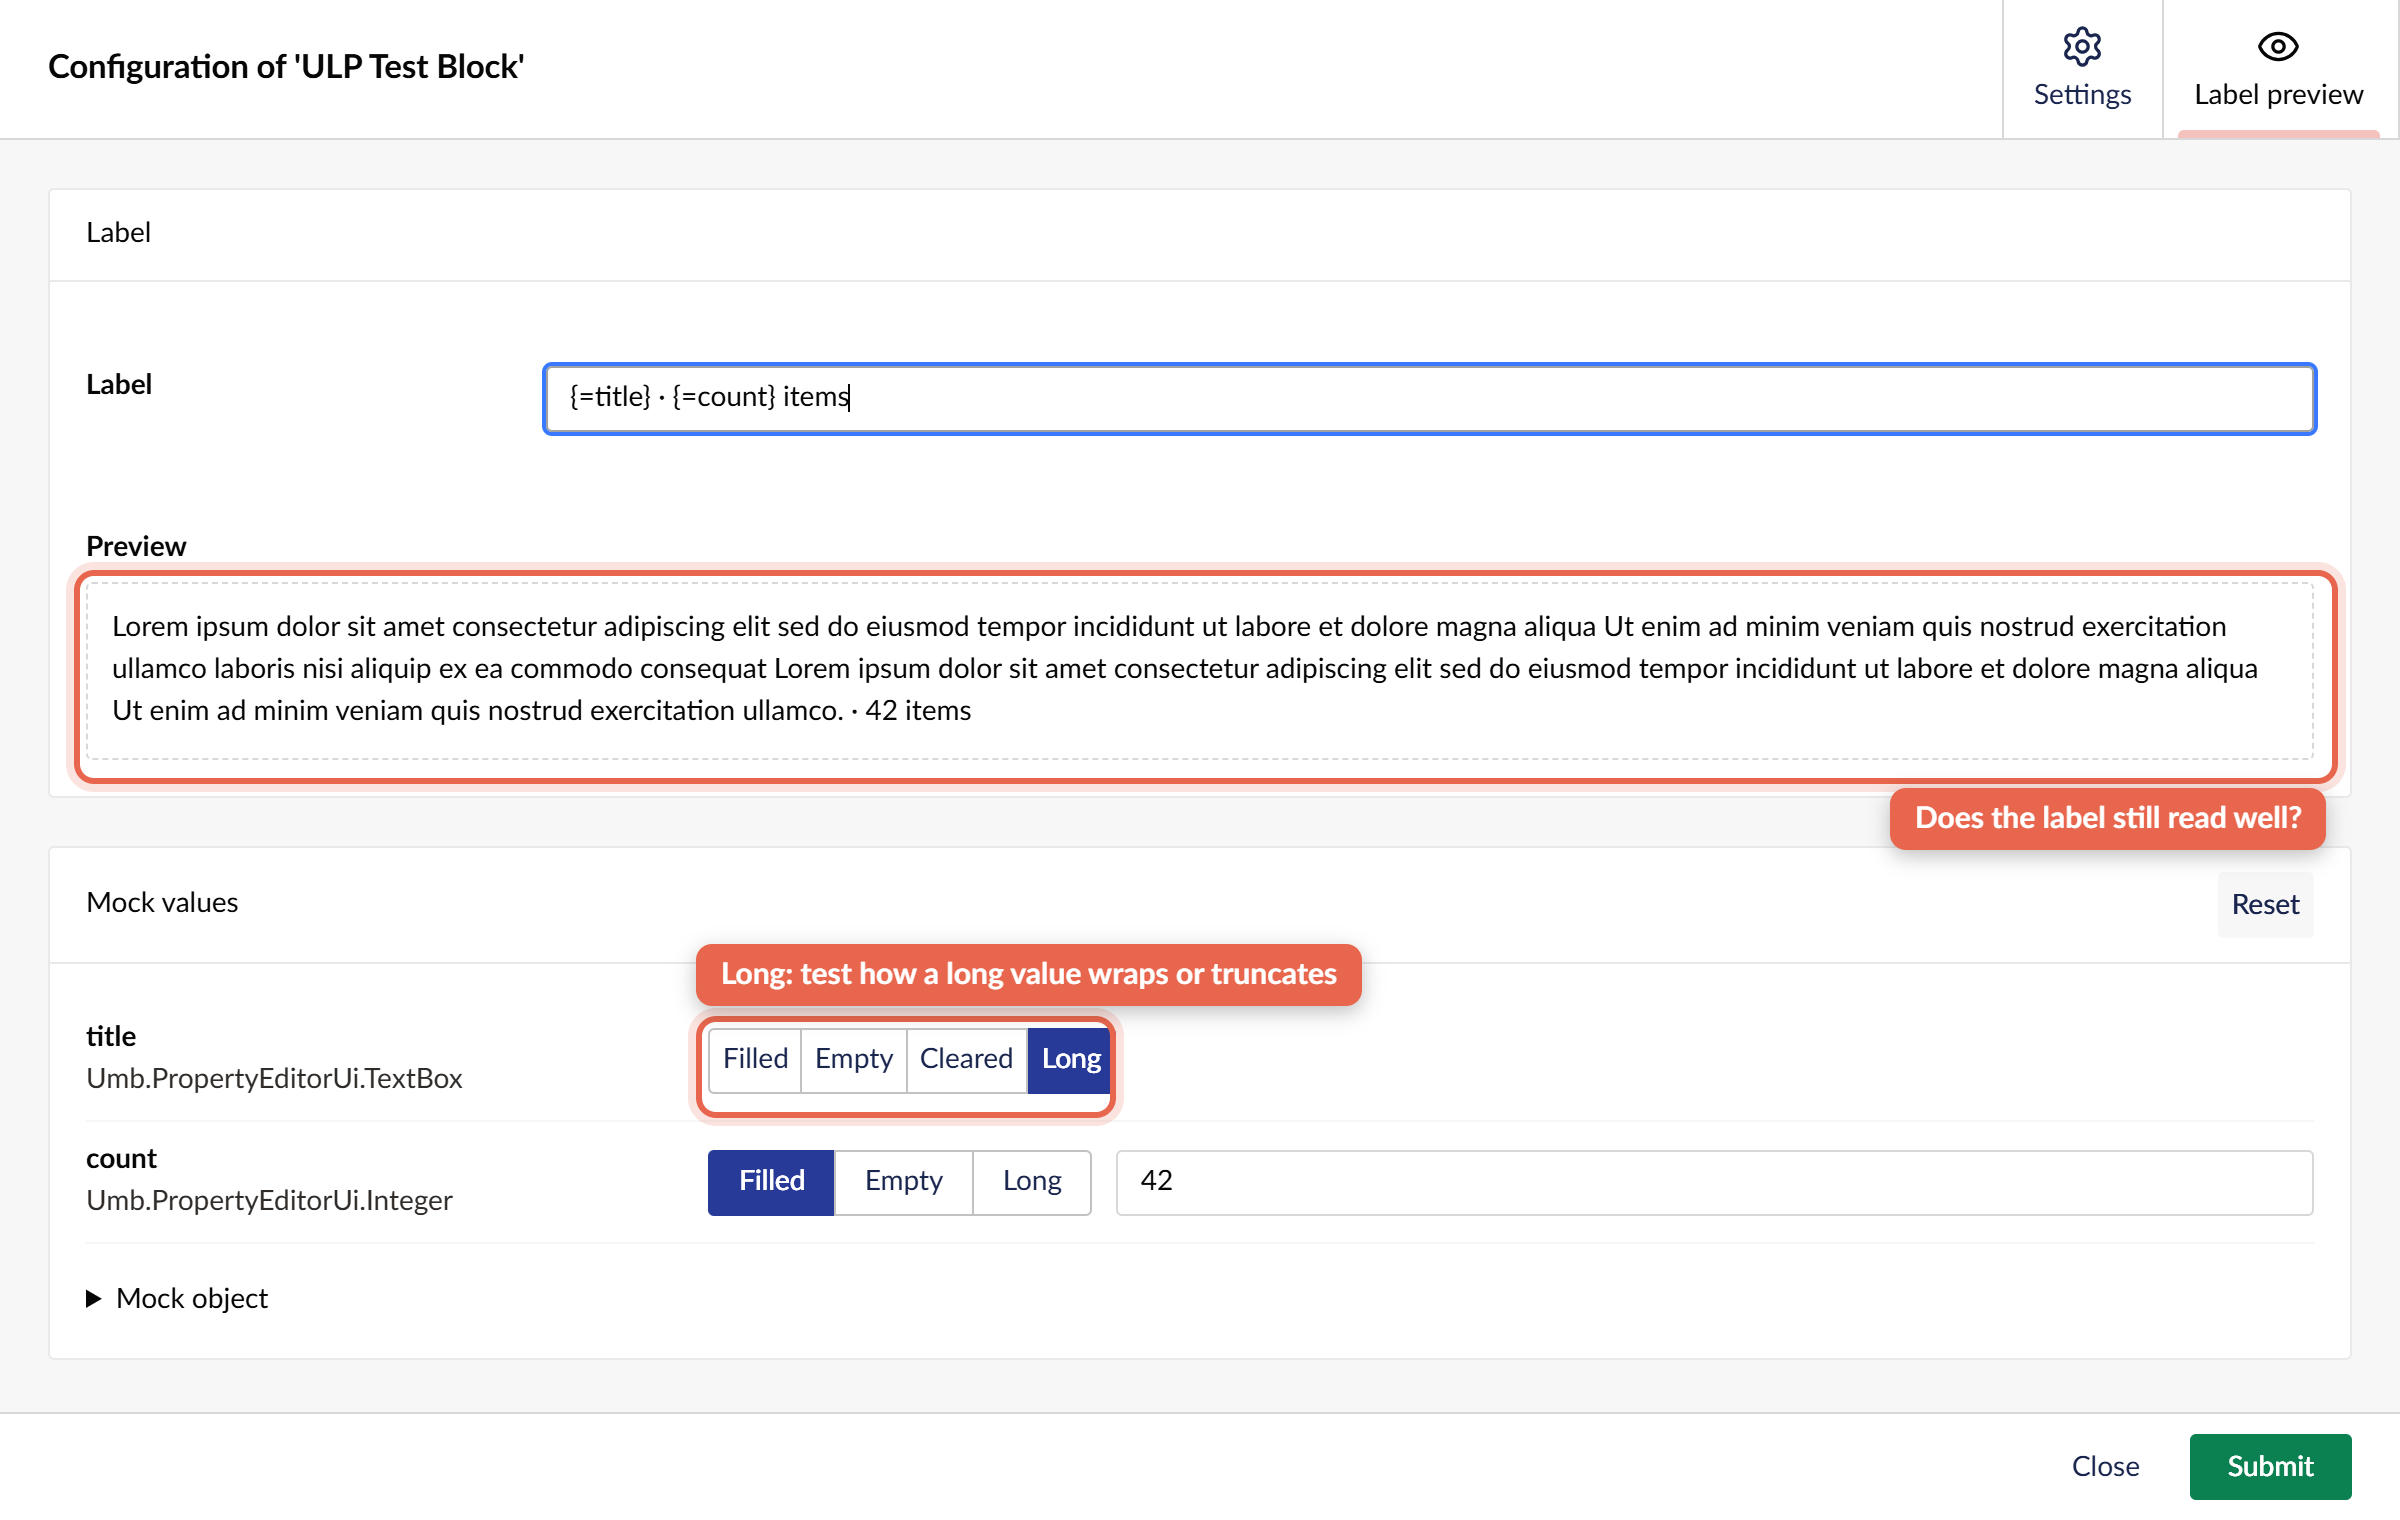 Configuration of 'ULP Test Block'
Settings
Label preview
Label
Label
{=title} · {=count} items
Preview
Lorem ipsum dolor sit amet consectetur adipiscing elit sed do eiusmod tempor incididunt ut labore et dolore magna aliqua Ut enim ad minim veniam quis nostrud exercitation
ullamco laboris nisi aliquip ex ea commodo consequat Lorem ipsum dolor sit amet consectetur adipiscing elit sed do eiusmod tempor incididunt ut labore et dolore magna aliqua
Ut enim ad minim veniam quis nostrud exercitation ullamco. · 42 items
Does the label still read well?
Mock values
Reset
Long: test how a long value wraps or truncates
title
Umb.PropertyEditorUi.TextBox
Filled Empty Cleared Long
count
Umb.PropertyEditorUi.Integer
Filled Empty Long
42
Mock object
Close
Submit